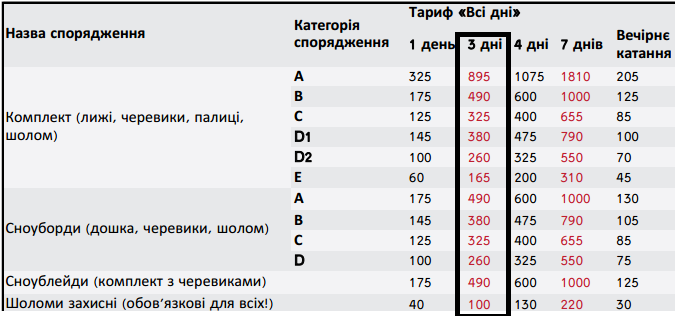 Назва спорядження Категорія спорядження Тариф «Всі дні»
1 день 3 дні 4 дні 7 днів Вечірнє катання
Комплект (лижі, черевики, палиці, шолом)
A 325 895 1075 1810 205
B 175 490 600 1000 125
C 125 325 400 655 85
D1 145 380 475 790 100
D2 100 260 325 550 70
E 60 165 200 310 45
Сноуборди (дошка, черевики, шолом)
A 175 490 600 1000 130
B 145 380 475 790 105
C 125 325 400 655 85
D 100 260 325 550 75
Сноублейди (комплект з черевиками) 175 490 600 1000 125
Шоломи захисні (обов’язкові для всіх!) 40 100 130 220 30